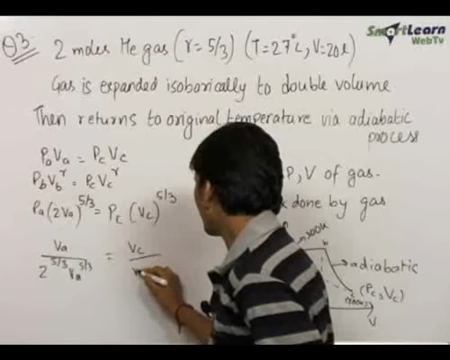 SmartLearn
WebTv
Q3 2 moles He gas (r = 5/3) (T = 27°C, V = 20l)
Gas is expanded isobarically to double volume
Then returns to original temperature via adiabatic
process
PaVa = PcVc
PbVb^r = PcVc^r
P, V of gas.
done by gas
Pa(2Va)^5/3 = Pc(Vc)^5/3
300k
b
Va / 2^5/3 Va^5/3 = Vc
adiabatic
(Pc, Vc)
V